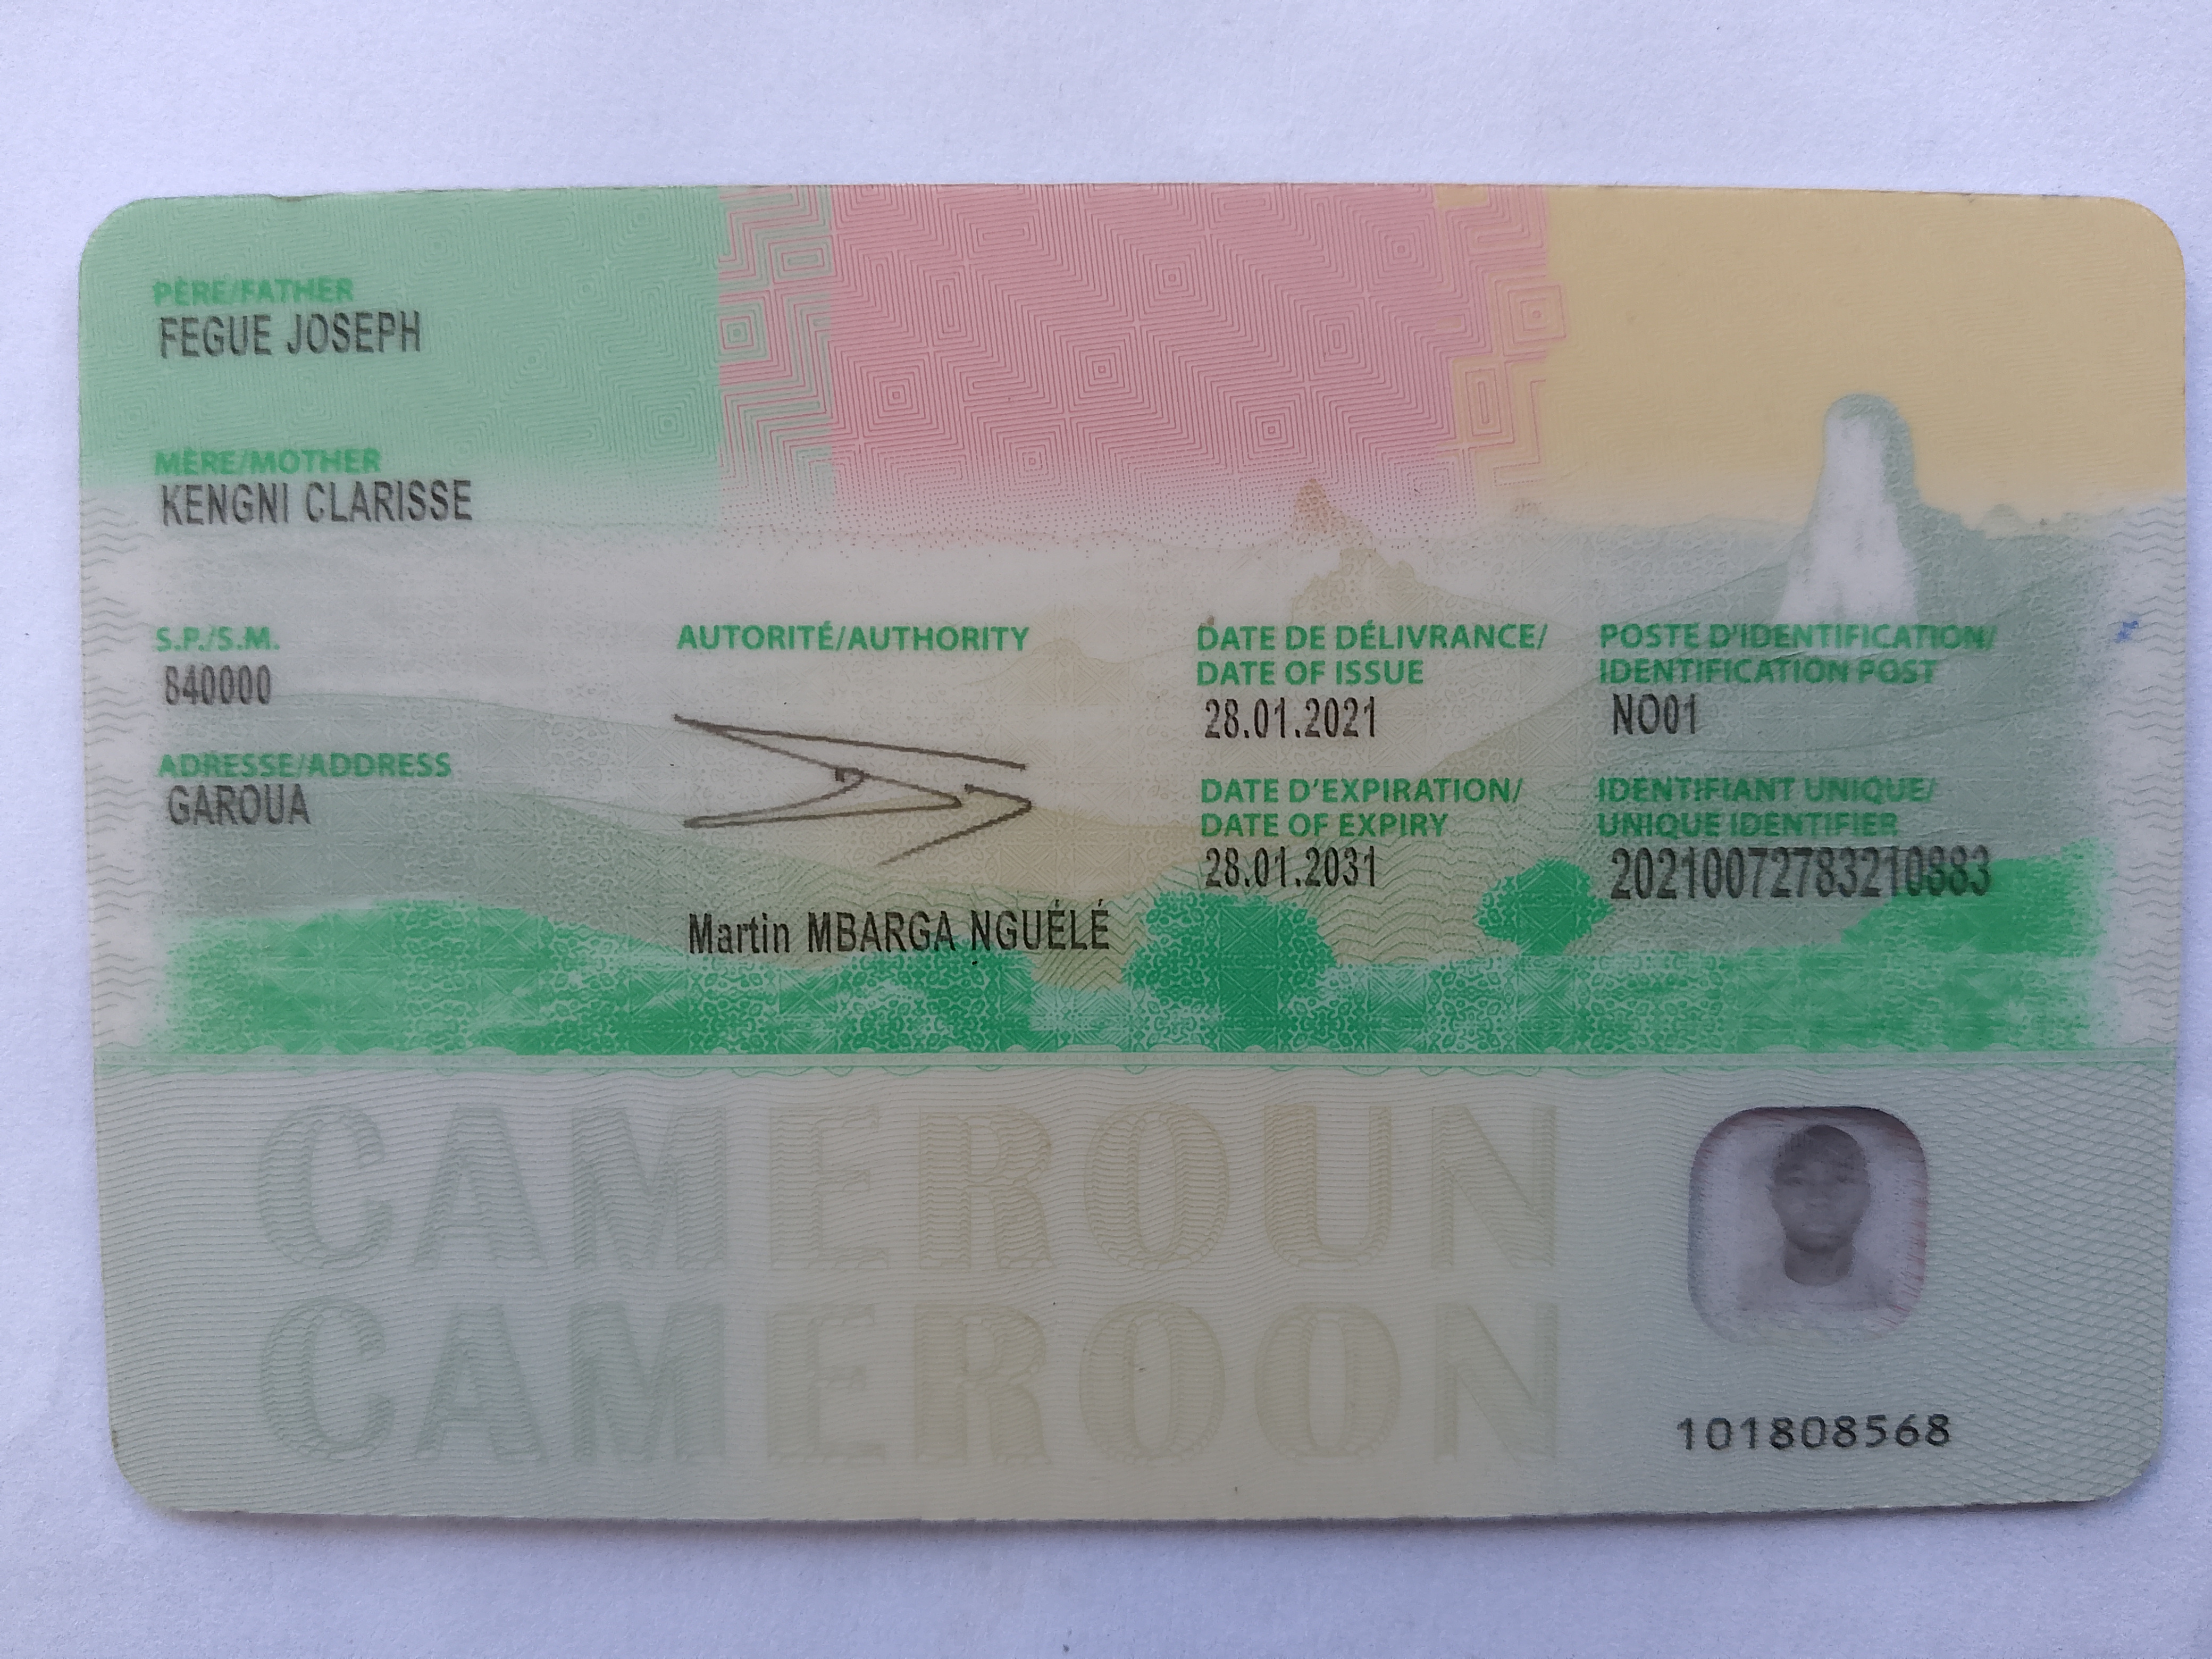 PÈRE/FATHER
FEGUE JOSEPH
MÈRE/MOTHER
KENGNI CLARISSE
S.P./S.M.
840000
ADRESSE/ADDRESS
GAROUA
AUTORITÉ/AUTHORITY
Martin MBARGA NGUÉLÉ
DATE DE DÉLIVRANCE/
DATE OF ISSUE
28.01.2021
DATE D'EXPIRATION/
DATE OF EXPIRY
28.01.2031
POSTE D'IDENTIFICATION/
IDENTIFICATION POST
NO01
IDENTIFIANT UNIQUE/
UNIQUE IDENTIFIER
20210072783210883
CAMEROUN
CAMEROON
101808568